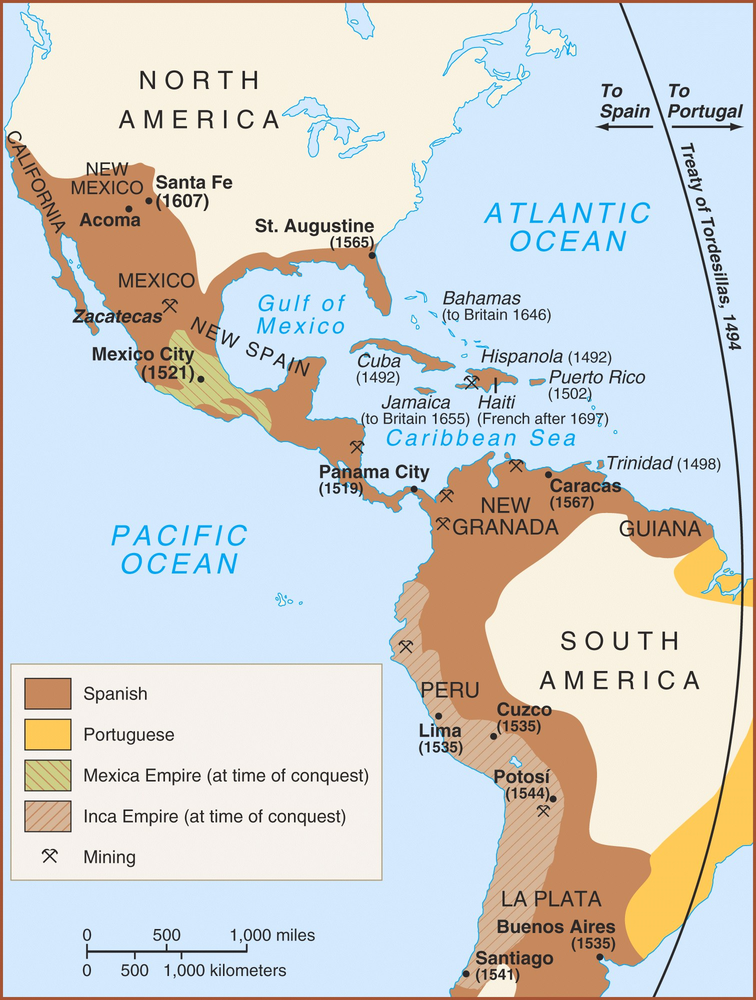 NORTH
AMERICA
To
Spain
To
Portugal
Treaty of Tordesillas, 1494
CALIFORNIA
NEW
MEXICO
Santa Fe
(1607)
Acoma
St. Augustine
(1565)
ATLANTIC
OCEAN
MEXICO
Zacatecas
Gulf of
Mexico
Bahamas
(to Britain 1646)
NEW SPAIN
Mexico City
(1521)
Cuba
(1492)
Hispanola (1492)
Puerto Rico
(1502)
Jamaica
(to Britain 1655)
Haiti
(French after 1697)
Caribbean Sea
Panama City
(1519)
Trinidad (1498)
Caracas
(1567)
NEW
GRANADA
GUIANA
PACIFIC
OCEAN
SOUTH
AMERICA
PERU
Cuzco
(1535)
Lima
(1535)
Potosí
(1544)
LA PLATA
Buenos Aires
(1535)
Santiago
(1541)
Spanish
Portuguese
Mexica Empire (at time of conquest)
Inca Empire (at time of conquest)
Mining
0 500 1,000 miles
0 500 1,000 kilometers